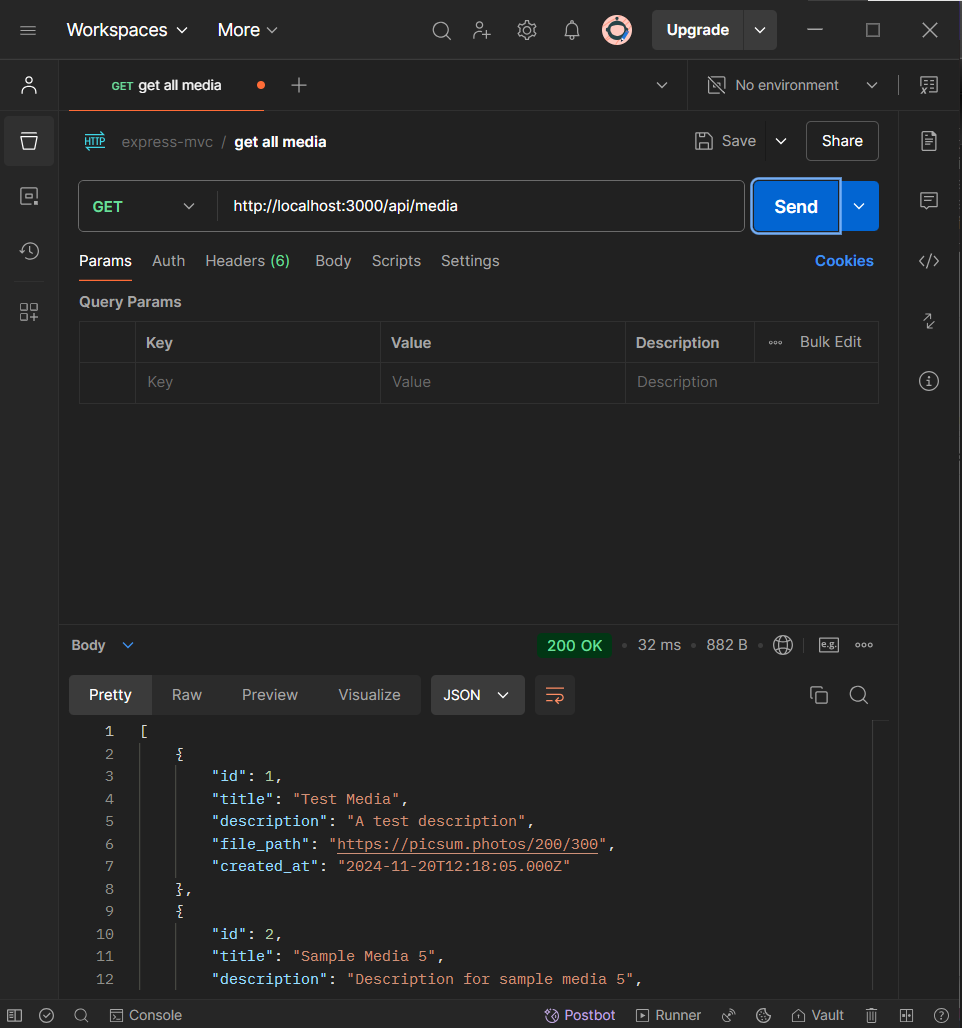 Workspaces More Upgrade
GET get all media No environment
HTTP express-mvc / get all media Save Share
GET http://localhost:3000/api/media Send
Params Auth Headers (6) Body Scripts Settings Cookies
Query Params
Key Value Description Bulk Edit
Key Value Description
Body 200 OK 32 ms 882 B e.g.
Pretty Raw Preview Visualize JSON
1 [
2 {
3 "id": 1,
4 "title": "Test Media",
5 "description": "A test description",
6 "file_path": "https://picsum.photos/200/300",
7 "created_at": "2024-11-20T12:18:05.000Z"
8 },
9 {
10 "id": 2,
11 "title": "Sample Media 5",
12 "description": "Description for sample media 5",
Console Postbot Runner Vault